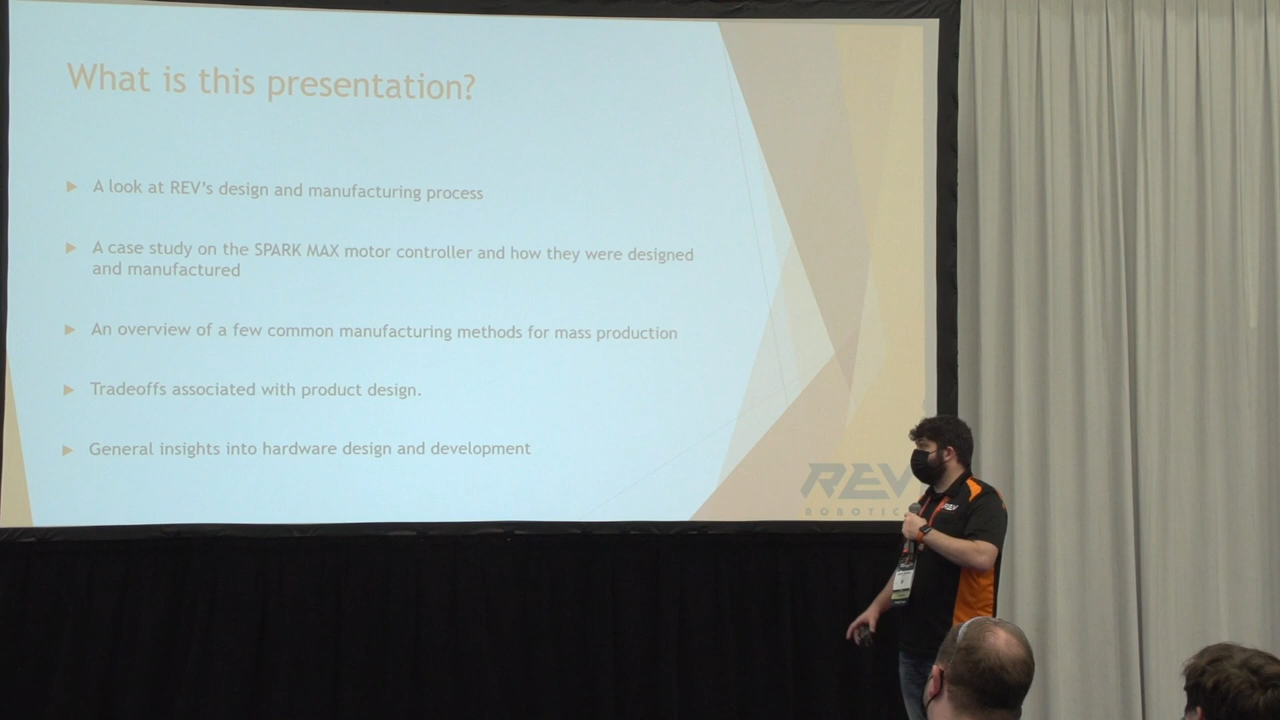 What is this presentation?
A look at REV's design and manufacturing process
A case study on the SPARK MAX motor controller and how they were designed
and manufactured
An overview of a few common manufacturing methods for mass production
Tradeoffs associated with product design.
General insights into hardware design and development
REV
ROBOTIC
REV